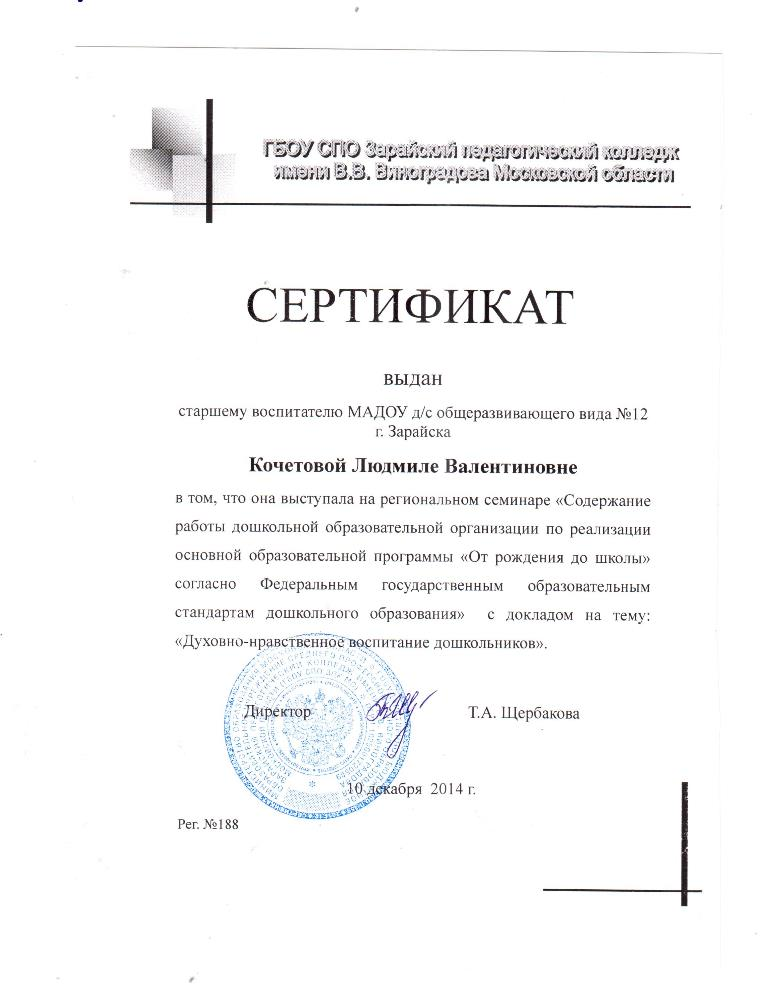 ГБОУ СПО Зарайский педагогический колледж
имени В.В. Виноградова Московской области
СЕРТИФИКАТ
выдан
старшему воспитателю МАДОУ д/с общеразвивающего вида №12
г. Зарайска
Кочетовой Людмиле Валентиновне
в том, что она выступала на региональном семинаре «Содержание
работы дошкольной образовательной организации по реализации
основной образовательной программы «От рождения до школы»
согласно Федеральным государственным образовательным
стандартам дошкольного образования» с докладом на тему:
«Духовно-нравственное воспитание дошкольников».
Директор Т.А. Щербакова
10 декабря 2014 г.
Рег. №188